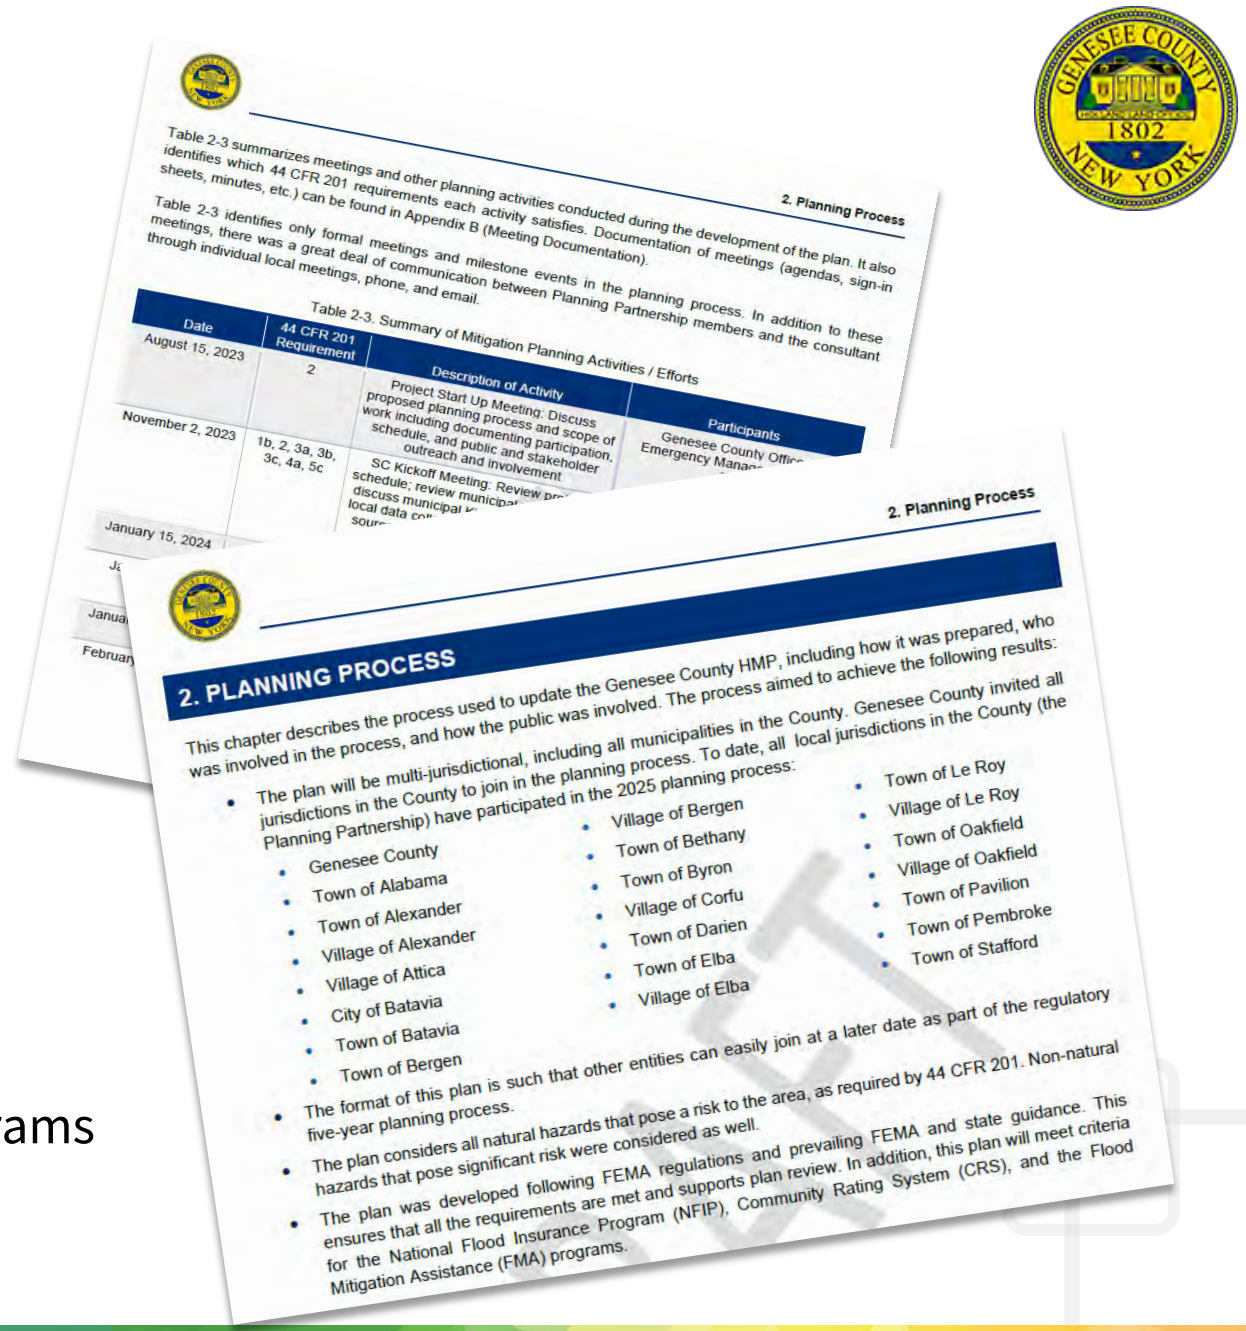 GENESEE COUNTY
HOLLAND LAND OFFICE
1802
NEW YORK
2. Planning Process
Table 2-3 summarizes meetings and other planning activities conducted during the development of the plan. It also
identifies which 44 CFR 201 requirements each activity satisfies. Documentation of meetings (agendas, sign-in
sheets, minutes, etc.) can be found in Appendix B (Meeting Documentation).
Table 2-3 identifies only formal meetings and milestone events in the planning process. In addition to these
meetings, there was a great deal of communication between Planning Partnership members and the consultant
through individual local meetings, phone, and email.
Table 2-3. Summary of Mitigation Planning Activities / Efforts
Date
44 CFR 201
Requirement
Description of Activity
Participants
August 15, 2023
2
Project Start Up Meeting: Discuss
proposed planning process and scope of
work including documenting participation,
schedule, and public and stakeholder
outreach and involvement
Genesee County Office
Emergency Manag
November 2, 2023
1b, 2, 3a, 3b,
3c, 4a, 5c
SC Kickoff Meeting: Review pr
schedule; review municipal
discuss municipal
local data
January 15, 2024
Ja
Janua
February
GENESEE COUNTY
1802
NEW YORK
2. Planning Process
2. PLANNING PROCESS
This chapter describes the process used to update the Genesee County HMP, including how it was prepared, who
was involved in the process, and how the public was involved. The process aimed to achieve the following results:
• The plan will be multi-jurisdictional, including all municipalities in the County. Genesee County invited all
jurisdictions in the County to join in the planning process. To date, all local jurisdictions in the County (the
Planning Partnership) have participated in the 2025 planning process:
• Genesee County
• Town of Alabama
• Town of Alexander
• Village of Alexander
• Village of Attica
• City of Batavia
• Town of Batavia
• Town of Bergen
• Village of Bergen
• Town of Bethany
• Town of Byron
• Village of Corfu
• Town of Darien
• Town of Elba
• Village of Elba
• Town of Le Roy
• Village of Le Roy
• Town of Oakfield
• Village of Oakfield
• Town of Pavilion
• Town of Pembroke
• Town of Stafford
• The format of this plan is such that other entities can easily join at a later date as part of the regulatory
five-year planning process.
• The plan considers all natural hazards that pose a risk to the area, as required by 44 CFR 201. Non-natural
hazards that pose significant risk were considered as well.
• The plan was developed following FEMA regulations and prevailing FEMA and state guidance. This
ensures that all the requirements are met and supports plan review. In addition, this plan will meet criteria
for the National Flood Insurance Program (NFIP), Community Rating System (CRS), and the Flood
Mitigation Assistance (FMA) programs.
rams